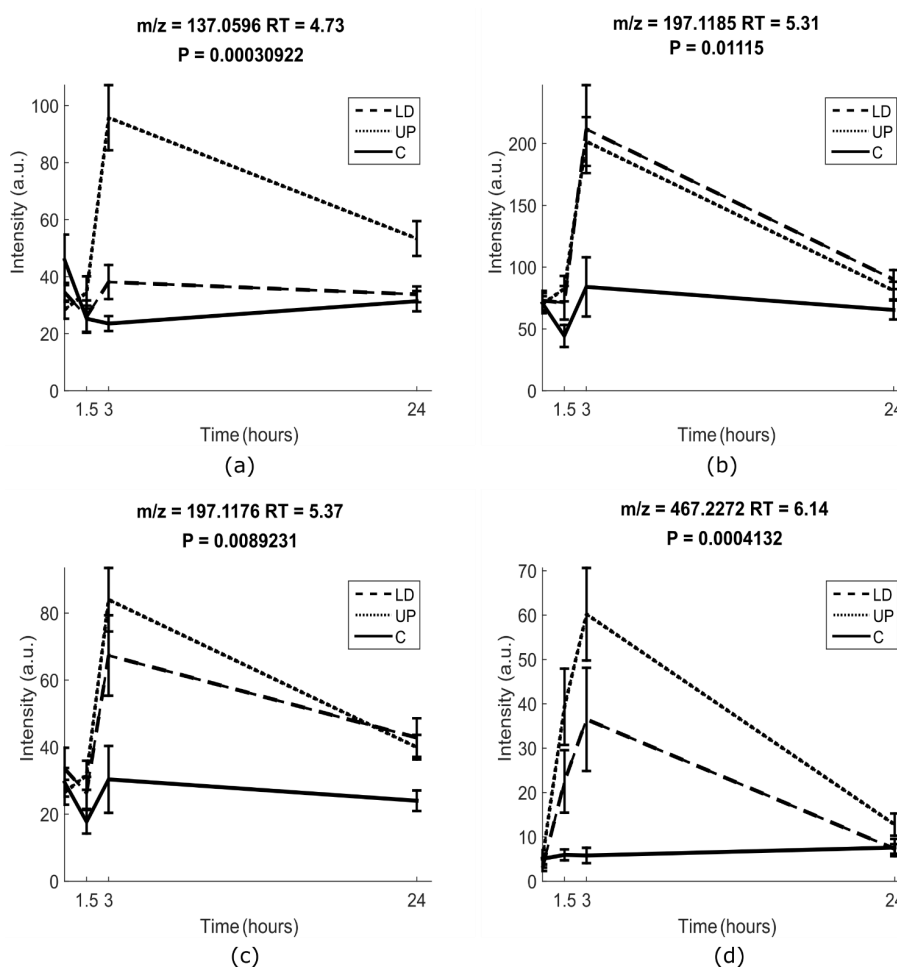 m/z = 137.0596 RT = 4.73
P = 0.00030922
100
80
60
40
20
0
Intensity (a.u.)
LD
UP
C
1.5 3 24
Time (hours)
(a)
m/z = 197.1185 RT = 5.31
P = 0.01115
200
150
100
50
0
Intensity (a.u.)
LD
UP
C
1.5 3 24
Time (hours)
(b)
m/z = 197.1176 RT = 5.37
P = 0.0089231
80
60
40
20
0
Intensity (a.u.)
LD
UP
C
1.5 3 24
Time (hours)
(c)
m/z = 467.2272 RT = 6.14
P = 0.0004132
70
60
50
40
30
20
10
0
Intensity (a.u.)
LD
UP
C
1.5 3 24
Time (hours)
(d)